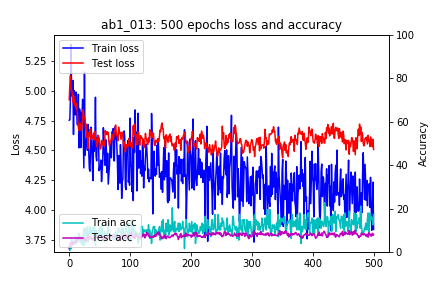 ab1_013: 500 epochs loss and accuracy
Train loss
Test loss
Train acc
Test acc
Loss
5.25
5.00
4.75
4.50
4.25
4.00
3.75
Accuracy
100
80
60
40
20
0
0 100 200 300 400 500